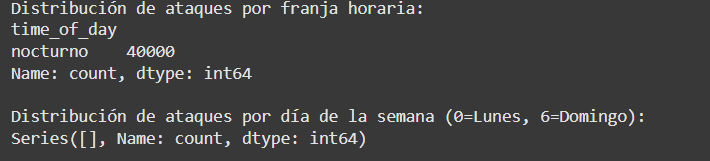 Distribución de ataques por franja horaria:
time_of_day
nocturno    40000
Name: count, dtype: int64

Distribución de ataques por día de la semana (0=Lunes, 6=Domingo):
Series([], Name: count, dtype: int64)